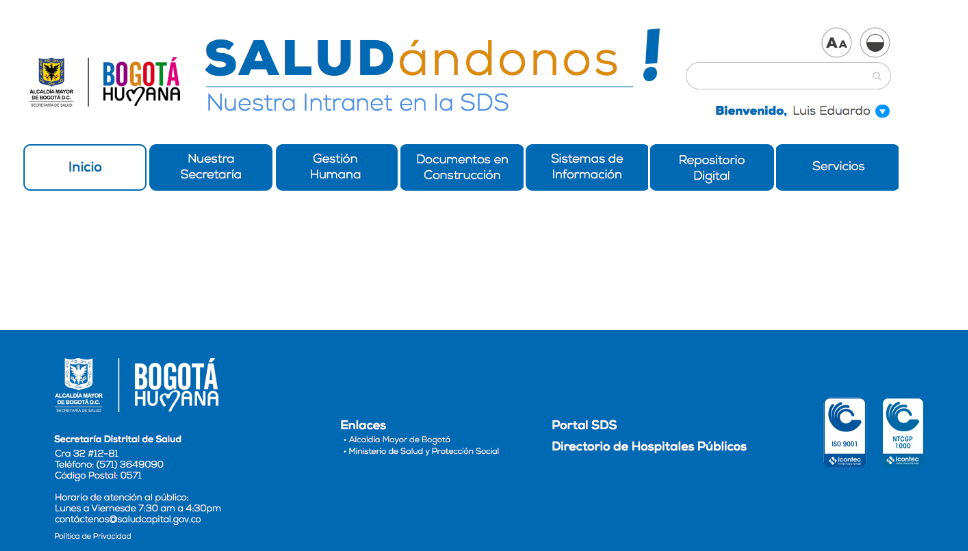 ALCALDÍA MAYOR
DE BOGOTÁ D.C.
SECRETARÍA DE SALUD
BOGOTÁ
HUMANA
SALUDándonos !
Nuestra Intranet en la SDS
AA
Bienvenido, Luis Eduardo
Inicio
Nuestra
Secretaría
Gestión
Humana
Documentos en
Construcción
Sistemas de
Información
Repositorio
Digital
Servicios
ALCALDÍA MAYOR
DE BOGOTÁ D.C.
SECRETARÍA DE SALUD
BOGOTÁ
HUMANA
Secretaría Distrital de Salud
Cra 32 #12-81
Teléfono: (571) 3649090
Código Postal: 0571
Horario de atención al público:
Lunes a Viernesde 7:30 am a 4:30pm
contáctenos@saludcapital.gov.co
Política de Privacidad
Enlaces
• Alcaldía Mayor de Bogotá
• Ministerio de Salud y Protección Social
Portal SDS
Directorio de Hospitales Públicos
ISO 9001
icontec
internacional
NTCGP
1000
icontec
internacional